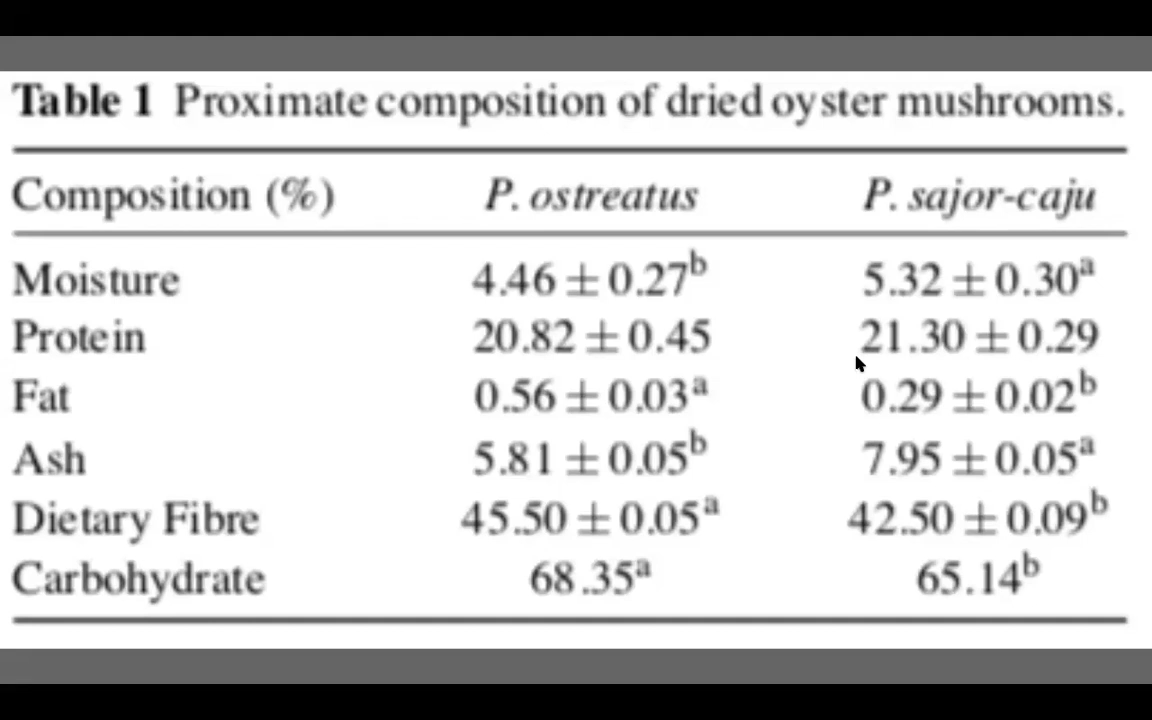 Table 1 Proximate composition of dried oyster mushrooms.
Composition (%) P. ostreatus P. sajor-caju
Moisture 4.46 ± 0.27ᵇ 5.32 ± 0.30ᵃ
Protein 20.82 ± 0.45 21.30 ± 0.29
Fat 0.56 ± 0.03ᵃ 0.29 ± 0.02ᵇ
Ash 5.81 ± 0.05ᵇ 7.95 ± 0.05ᵃ
Dietary Fibre 45.50 ± 0.05ᵃ 42.50 ± 0.09ᵇ
Carbohydrate 68.35ᵃ 65.14ᵇ